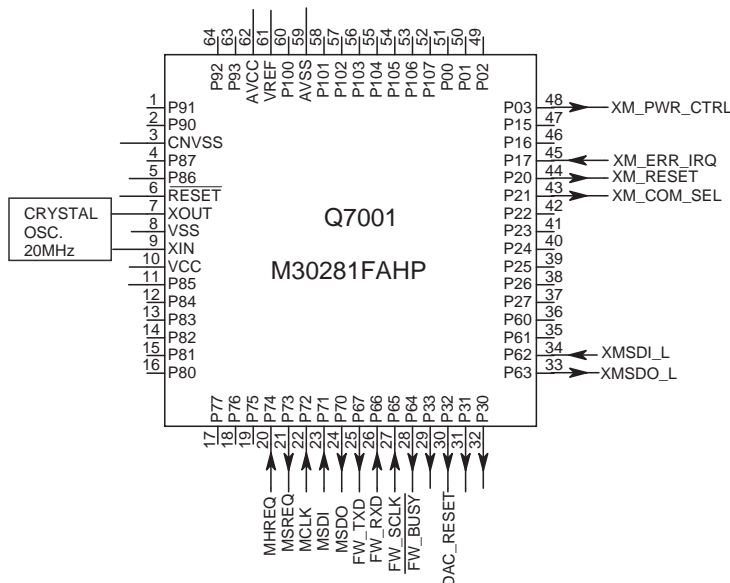 64
63
62
61
60
59
58
57
56
55
54
53
52
51
50
49
P92
P93
AVCC
VREF
P100
AVSS
P101
P102
P103
P104
P105
P106
P107
P00
P01
P02
1 P91
2 P90
3 CNVSS
4 P87
5 P86
6 RESET
7 XOUT
8 VSS
9 XIN
10 VCC
11 P85
12 P84
13 P83
14 P82
15 P81
16 P80
CRYSTAL
OSC.
20MHz
Q7001
M30281FAHP
P03 48 XM_PWR_CTRL
P15 47
P16 46
P17 45 XM_ERR_IRQ
P20 44 XM_RESET
P21 43 XM_COM_SEL
P22 42
P23 41
P24 40
P25 39
P26 38
P27 37
P60 36
P61 35
P62 34 XMSDI_L
P63 33 XMSDO_L
P77
P76
P75
P74
P73
P72
P71
P70
P67
P66
P65
P64
P33
P32
P31
P30
17
18
19
20
21
22
23
24
25
26
27
28
29
30
31
32
MHREQ
MSREQ
MCLK
MSDI
MSDO
FW_TXD
FW_RXD
FW_SCLK
FW_BUSY
DAC_RESET